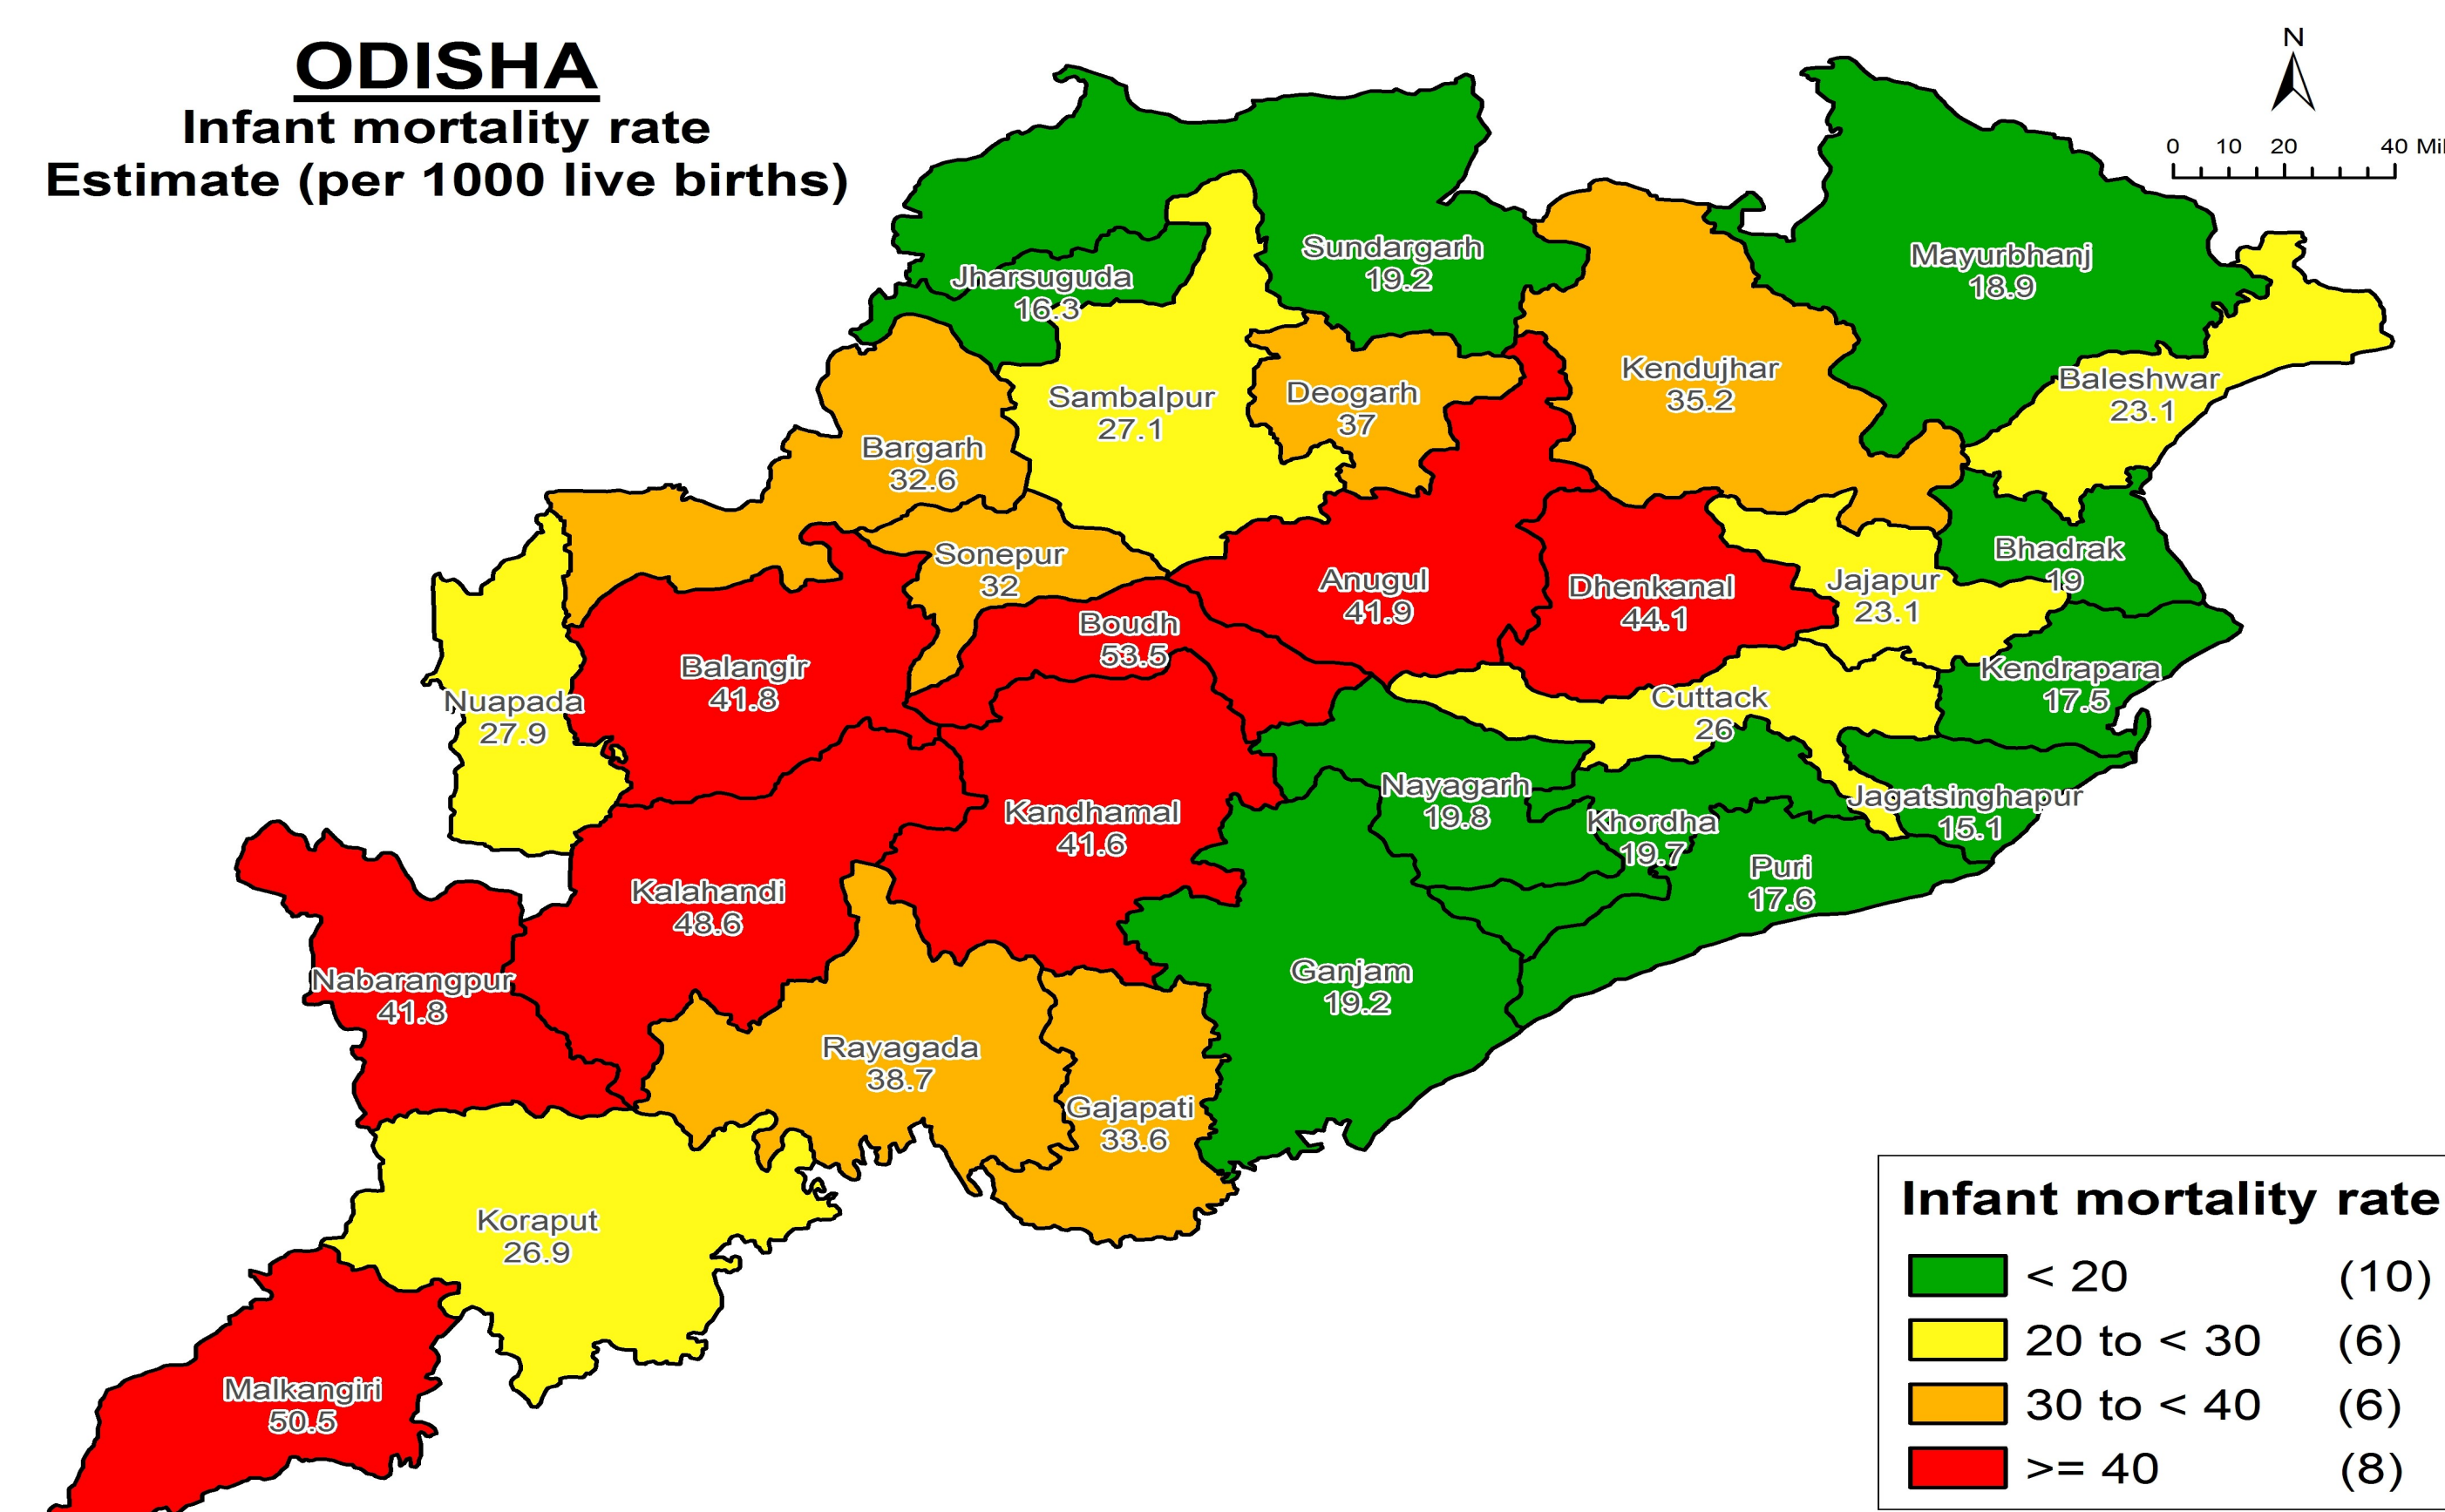 ODISHA
Infant mortality rate
Estimate (per 1000 live births)
N
0 10 20 40 Mil
Sundargarh
19.2
Mayurbhanj
18.9
Jharsuguda
16.3
Kendujhar
35.2
Baleshwar
23.1
Sambalpur
27.1
Deogarh
37
Bargarh
32.6
Sonepur
32
Bhadrak
19
Anugul
41.9
Dhenkanal
44.1
Jajapur
23.1
Boudh
53.5
Balangir
41.8
Kendrapara
17.5
Nuapada
27.9
Cuttack
26
Nayagarh
19.8
Jagatsinghapur
15.1
Kandhamal
41.6
Khordha
19.7
Puri
17.6
Kalahandi
48.6
Nabarangpur
41.8
Ganjam
19.2
Rayagada
38.7
Gajapati
33.6
Koraput
26.9
Malkangiri
50.5
Infant mortality rate
< 20 (10)
20 to < 30 (6)
30 to < 40 (6)
>= 40 (8)